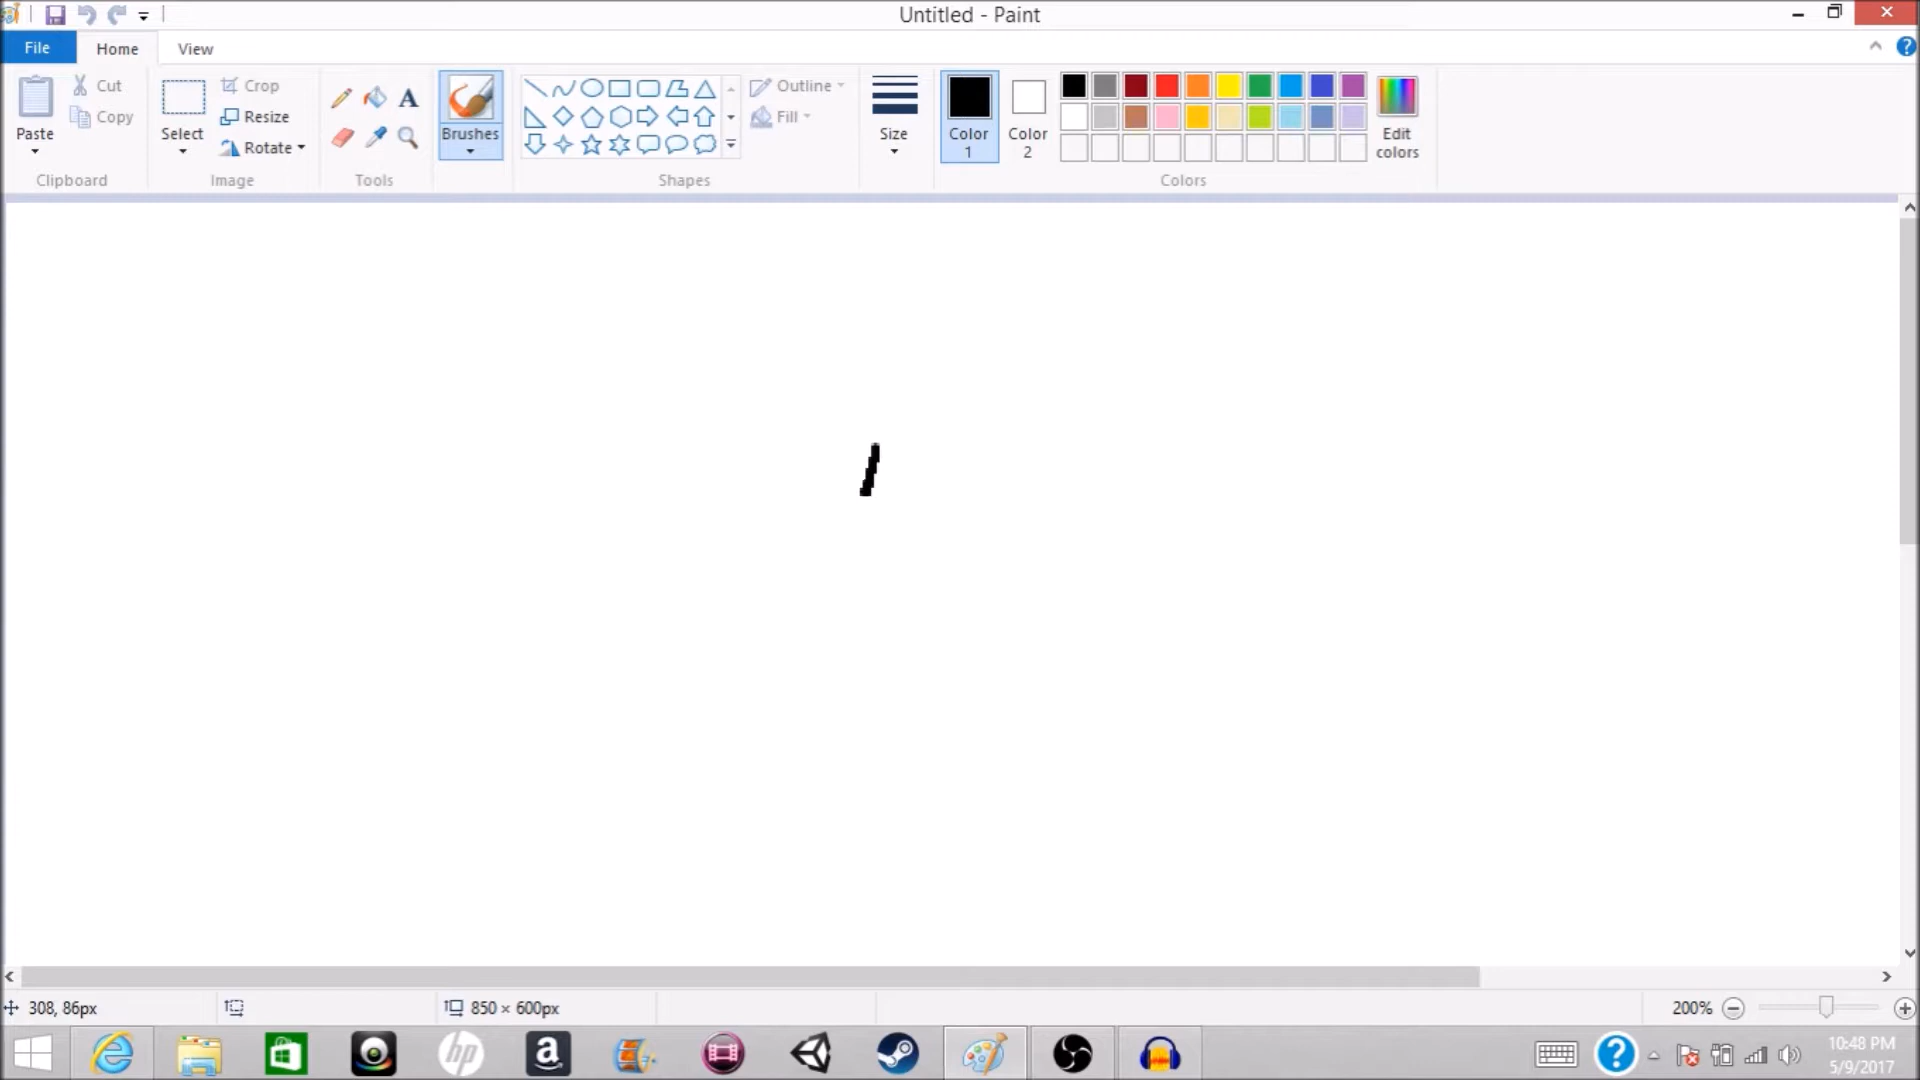 Untitled - Paint
File
Home
View
Paste
Cut
Copy
Clipboard
Select
Crop
Resize
Rotate
Image
A
Tools
Brushes
Shapes
Outline
Fill
Size
Color
1
Color
2
Edit
colors
Colors
308, 86px
850 × 600px
200%
hp
a
10:48 PM
5/9/2017